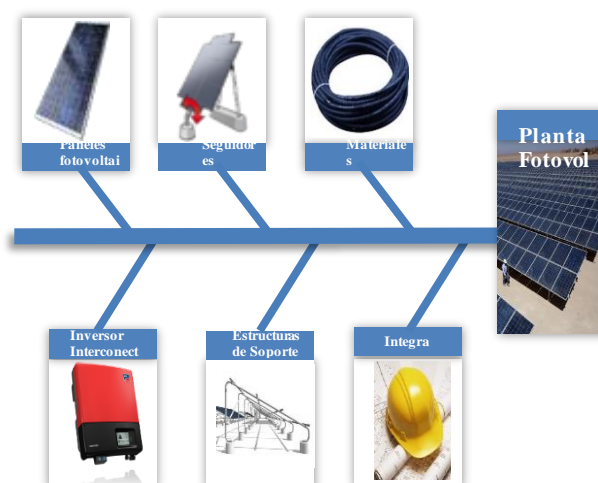 Paneles
fotovoltai
Seguidor
es
Materiale
s
Planta
Fotovol
Inversor
Interconect
Estructuras
de Soporte
Integra